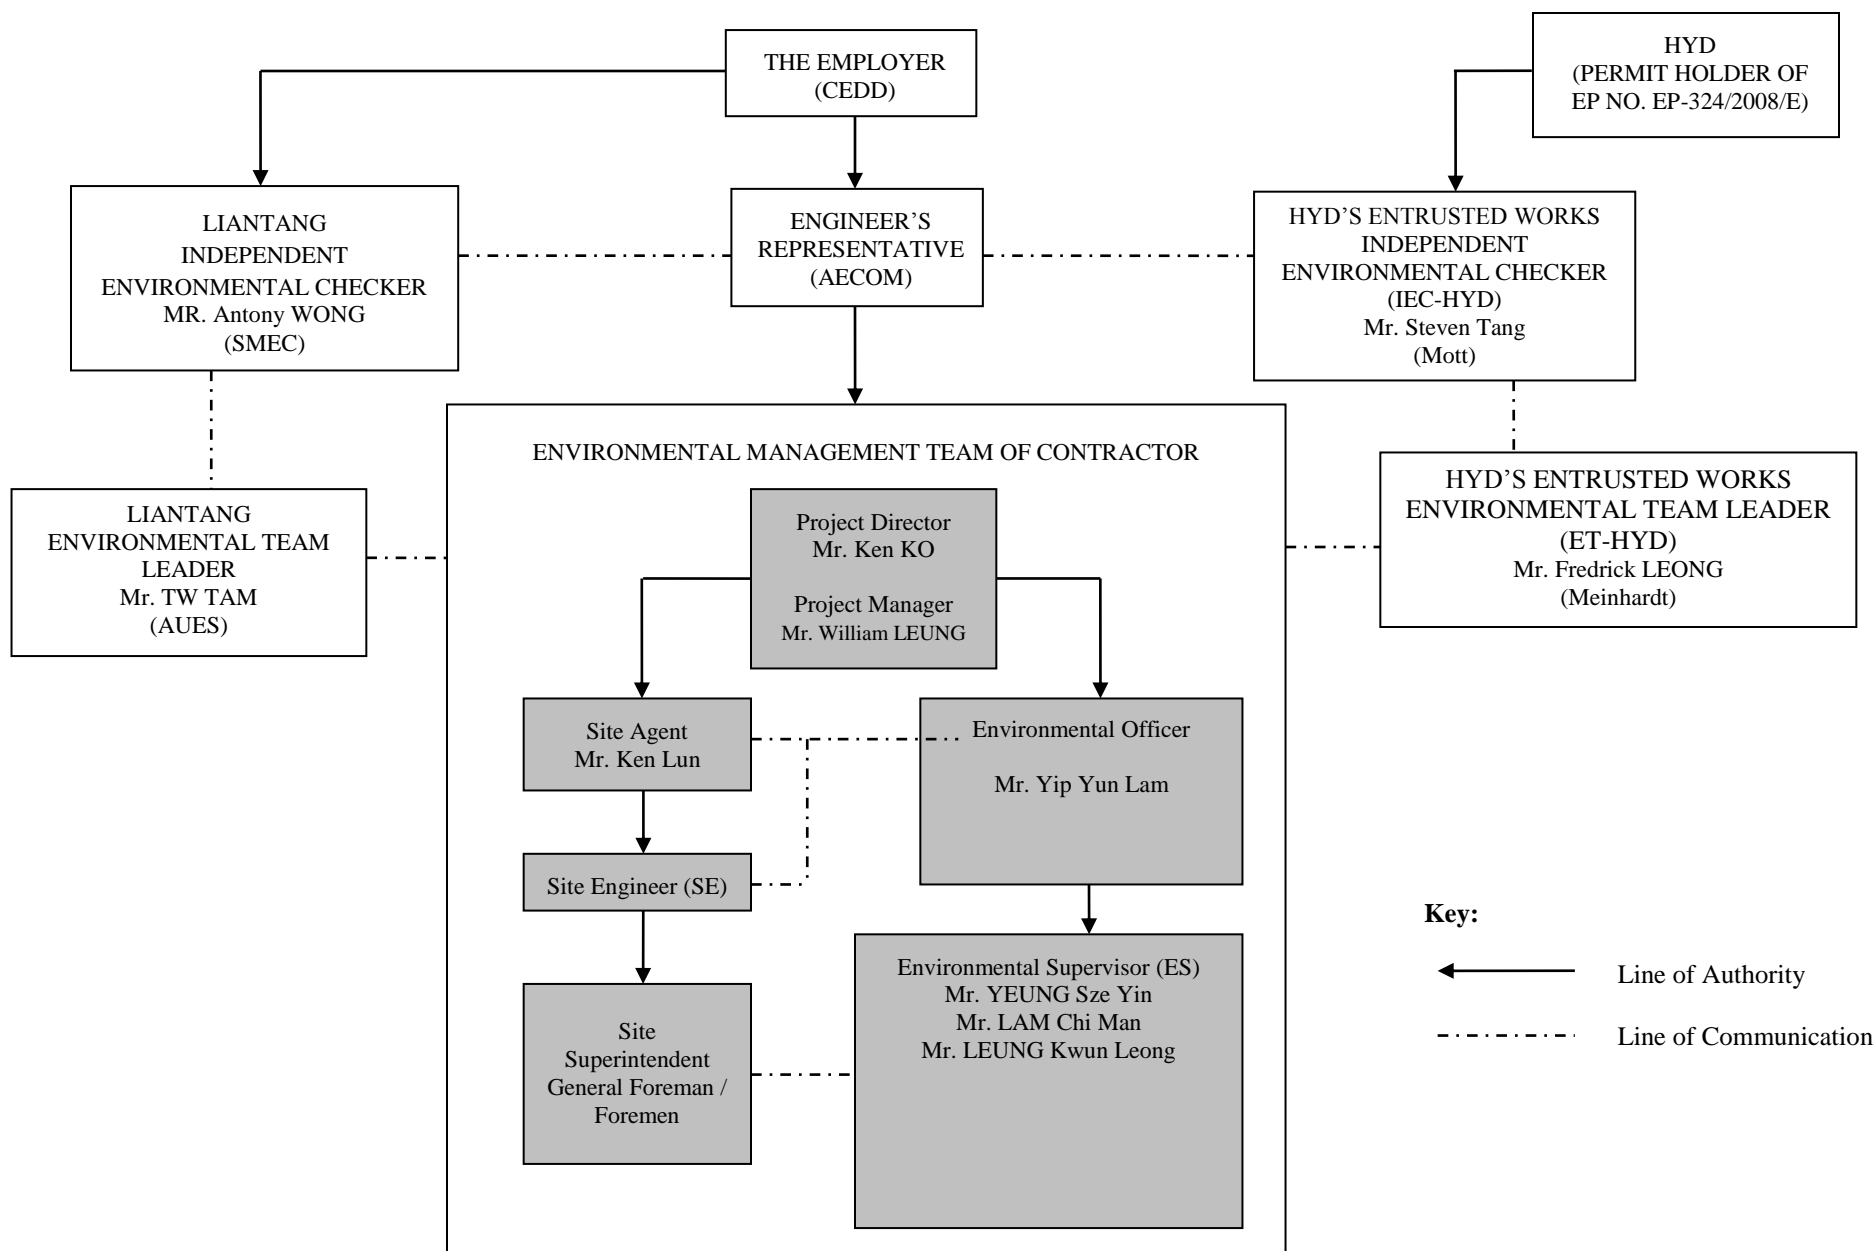 THE EMPLOYER
(CEDD)
HYD
(PERMIT HOLDER OF
EP NO. EP-324/2008/E)
LIANTANG
INDEPENDENT
ENVIRONMENTAL CHECKER
MR. Antony WONG
(SMEC)
ENGINEER’S
REPRESENTATIVE
(AECOM)
HYD’S ENTRUSTED WORKS
INDEPENDENT
ENVIRONMENTAL CHECKER
(IEC-HYD)
Mr. Steven Tang
(Mott)
LIANTANG
ENVIRONMENTAL TEAM
LEADER
Mr. TW TAM
(AUES)
ENVIRONMENTAL MANAGEMENT TEAM OF CONTRACTOR
HYD’S ENTRUSTED WORKS
ENVIRONMENTAL TEAM LEADER
(ET-HYD)
Mr. Fredrick LEONG
(Meinhardt)
Project Director
Mr. Ken KO
Project Manager
Mr. William LEUNG
Site Agent
Mr. Ken Lun
Environmental Officer
Mr. Yip Yun Lam
Site Engineer (SE)
Environmental Supervisor (ES)
Mr. YEUNG Sze Yin
Mr. LAM Chi Man
Mr. LEUNG Kwun Leong
Site
Superintendent
General Foreman /
Foremen
Key:
Line of Authority
Line of Communication